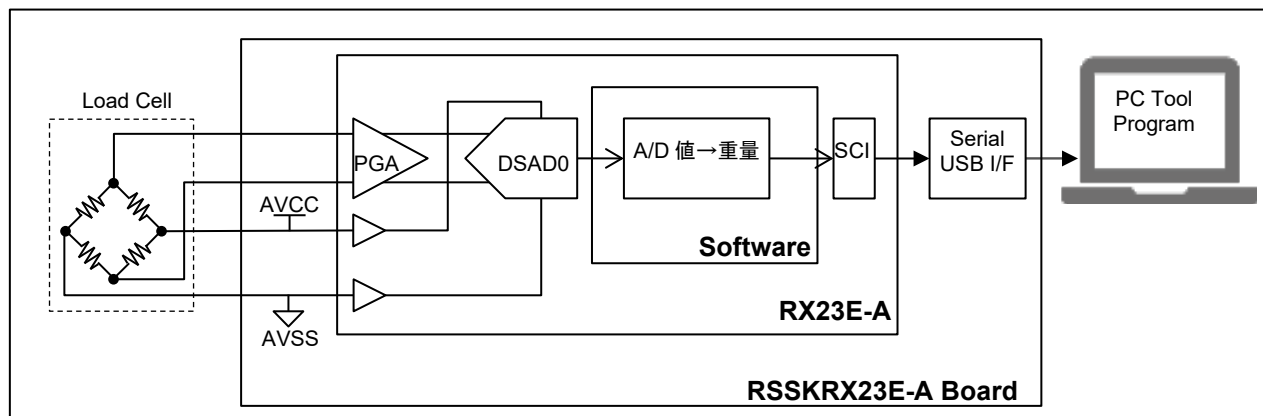 Load Cell
PGA
DSAD0
A/D 値→重量
SCI
Serial
USB I/F
PC Tool
Program
AVCC
Software
AVSS
RX23E-A
RSSKRX23E-A Board